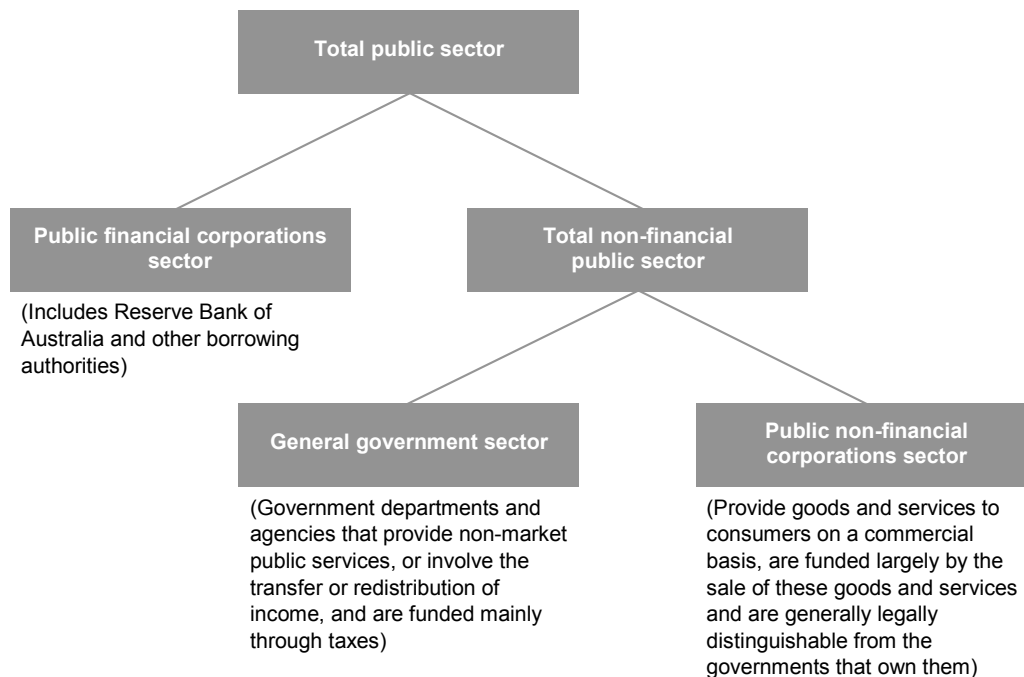 Total public sector
Public financial corporations
sector
Total non-financial
public sector
(Includes Reserve Bank of
Australia and other borrowing
authorities)
General government sector
Public non-financial
corporations sector
(Government departments and
agencies that provide non-market
public services, or involve the
transfer or redistribution of
income, and are funded mainly
through taxes)
(Provide goods and services to
consumers on a commercial
basis, are funded largely by the
sale of these goods and services
and are generally legally
distinguishable from the
governments that own them)